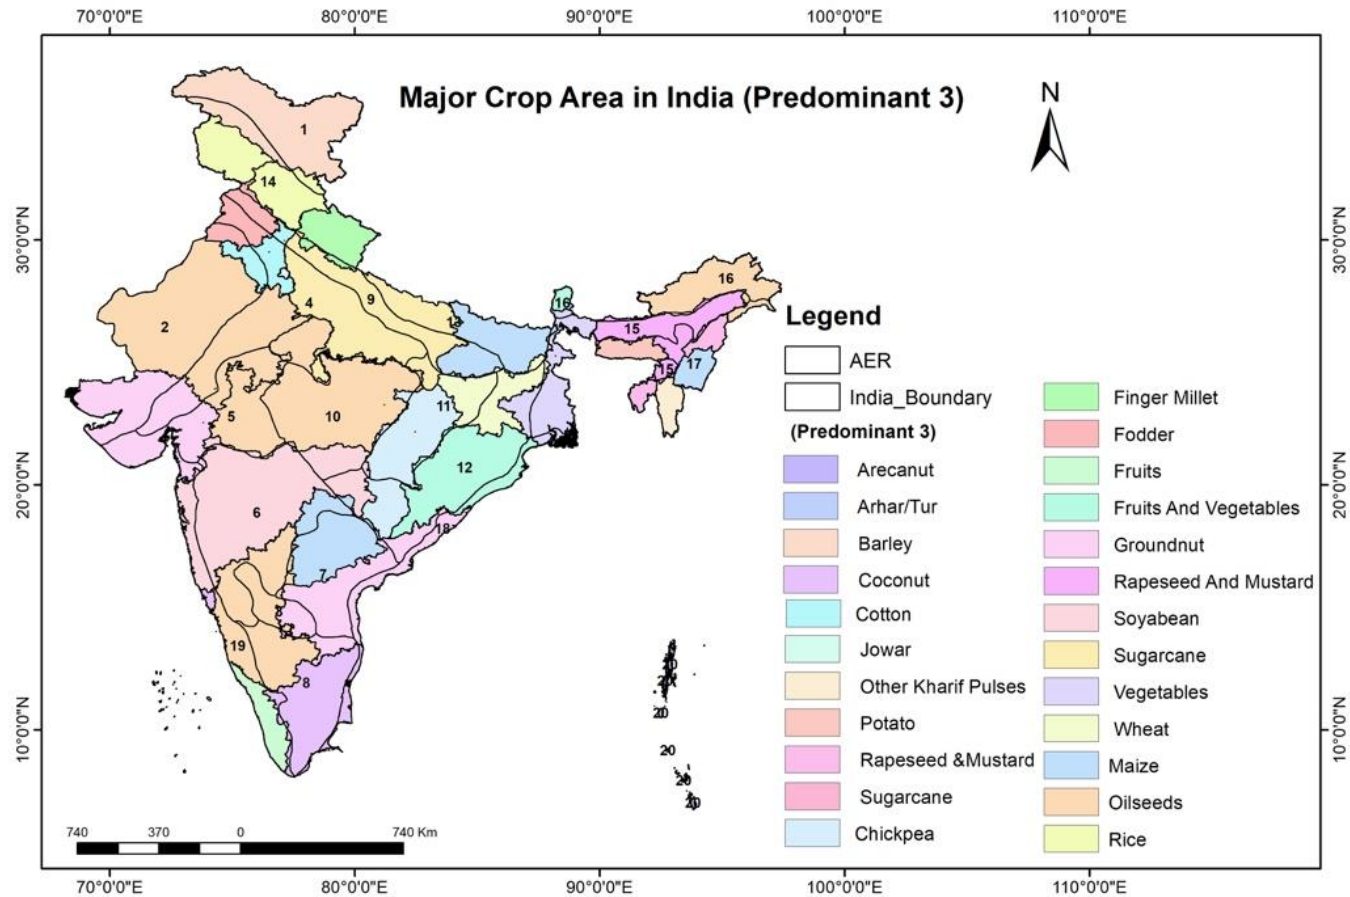 70°0'0"E 80°0'0"E 90°0'0"E 100°0'0"E 110°0'0"E
Major Crop Area in India (Predominant 3)
N
30°0'0"N
20°0'0"N
10°0'0"N
30°0'0"N
20°0'0"N
10°0'0"N
1
14
2
4
9
13
16
16
15
15
17
5
10
11
12
6
18
7
8
19
20
20
20
20
Legend
AER
India_Boundary
(Predominant 3)
Arecanut
Arhar/Tur
Barley
Coconut
Cotton
Jowar
Other Kharif Pulses
Potato
Rapeseed &Mustard
Sugarcane
Chickpea
Finger Millet
Fodder
Fruits
Fruits And Vegetables
Groundnut
Rapeseed And Mustard
Soyabean
Sugarcane
Vegetables
Wheat
Maize
Oilseeds
Rice
740 370 0 740 Km
70°0'0"E 80°0'0"E 90°0'0"E 100°0'0"E 110°0'0"E